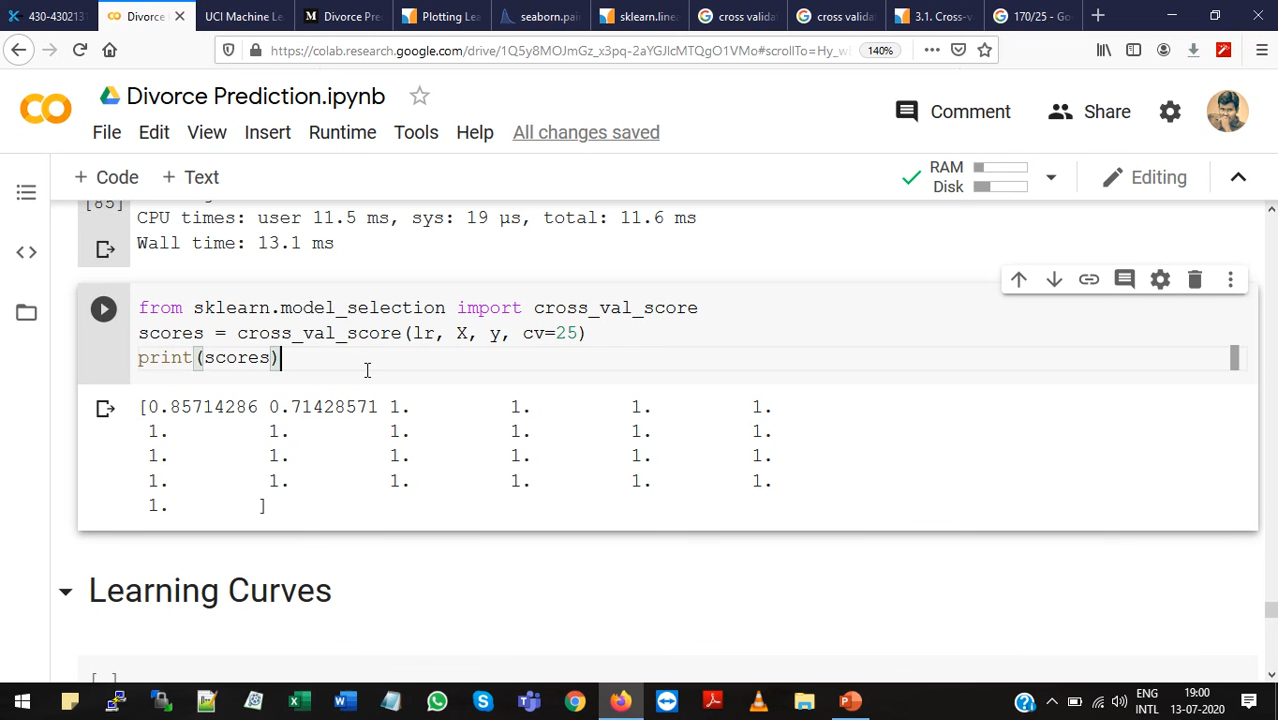 430-430213
Divorce Pre
UCI Machine Le
Divorce Pre
Plotting Lea
seaborn.pai
sklearn.line
cross valida
cross valida
3.1. Cross-v
170/25 - Go
https://colab.research.google.com/drive/1Q5y8MOJmGz_x3pq-2aYGJlcMTQgO1VMo#scrollTo=Hy_w
140%
Divorce Prediction.ipynb
Comment
Share
File Edit View Insert Runtime Tools Help All changes saved
+ Code + Text
RAM
Disk
Editing
[85]
CPU times: user 11.5 ms, sys: 19 µs, total: 11.6 ms
Wall time: 13.1 ms
from sklearn.model_selection import cross_val_score
scores = cross_val_score(lr, X, y, cv=25)
print(scores)
[0.85714286 0.71428571 1. 1. 1. 1.
1. 1. 1. 1. 1. 1.
1. 1. 1. 1. 1. 1.
1. 1. 1. 1. 1. 1.
1. ]
Learning Curves
[ ]
ENG
INTL
19:00
13-07-2020